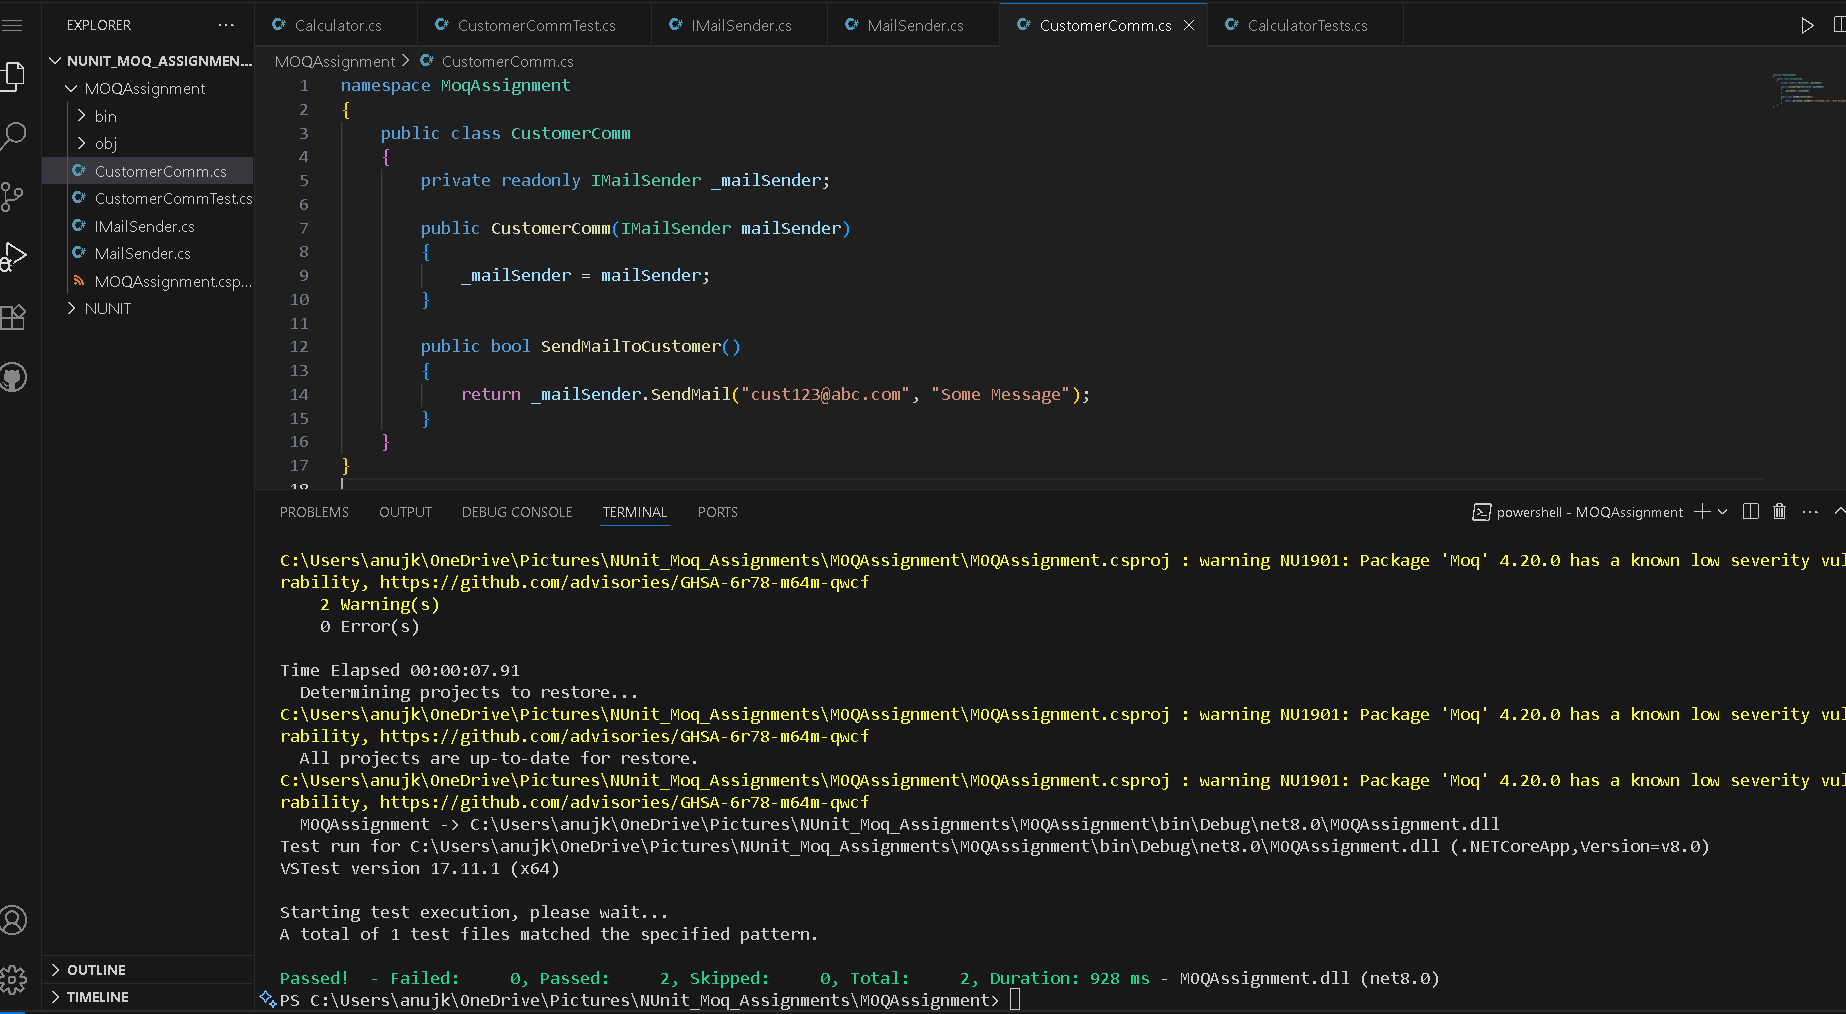 EXPLORER
···
NUNIT_MOQ_ASSIGNMEN...
MOQAssignment
bin
obj
CustomerComm.cs
CustomerCommTest.cs
IMailSender.cs
MailSender.cs
MOQAssignment.csp...
NUNIT
OUTLINE
TIMELINE
Calculator.cs
CustomerCommTest.cs
IMailSender.cs
MailSender.cs
CustomerComm.cs
CalculatorTests.cs
MOQAssignment > CustomerComm.cs
1 namespace MoqAssignment
2 {
3 public class CustomerComm
4 {
5 private readonly IMailSender _mailSender;
6
7 public CustomerComm(IMailSender mailSender)
8 {
9 _mailSender = mailSender;
10 }
11
12 public bool SendMailToCustomer()
13 {
14 return _mailSender.SendMail("cust123@abc.com", "Some Message");
15 }
16 }
17 }
18
PROBLEMS OUTPUT DEBUG CONSOLE TERMINAL PORTS
powershell - MOQAssignment
C:\Users\anujk\OneDrive\Pictures\NUnit_Moq_Assignments\MOQAssignment\MOQAssignment.csproj : warning NU1901: Package 'Moq' 4.20.0 has a known low severity vul
rability, https://github.com/advisories/GHSA-6r78-m64m-qwcf
2 Warning(s)
0 Error(s)
Time Elapsed 00:00:07.91
Determining projects to restore...
C:\Users\anujk\OneDrive\Pictures\NUnit_Moq_Assignments\MOQAssignment\MOQAssignment.csproj : warning NU1901: Package 'Moq' 4.20.0 has a known low severity vul
rability, https://github.com/advisories/GHSA-6r78-m64m-qwcf
All projects are up-to-date for restore.
C:\Users\anujk\OneDrive\Pictures\NUnit_Moq_Assignments\MOQAssignment\MOQAssignment.csproj : warning NU1901: Package 'Moq' 4.20.0 has a known low severity vul
rability, https://github.com/advisories/GHSA-6r78-m64m-qwcf
MOQAssignment -> C:\Users\anujk\OneDrive\Pictures\NUnit_Moq_Assignments\MOQAssignment\bin\Debug\net8.0\MOQAssignment.dll
Test run for C:\Users\anujk\OneDrive\Pictures\NUnit_Moq_Assignments\MOQAssignment\bin\Debug\net8.0\MOQAssignment.dll (.NETCoreApp,Version=v8.0)
VSTest version 17.11.1 (x64)
Starting test execution, please wait...
A total of 1 test files matched the specified pattern.
Passed! - Failed: 0, Passed: 2, Skipped: 0, Total: 2, Duration: 928 ms - MOQAssignment.dll (net8.0)
PS C:\Users\anujk\OneDrive\Pictures\NUnit_Moq_Assignments\MOQAssignment>